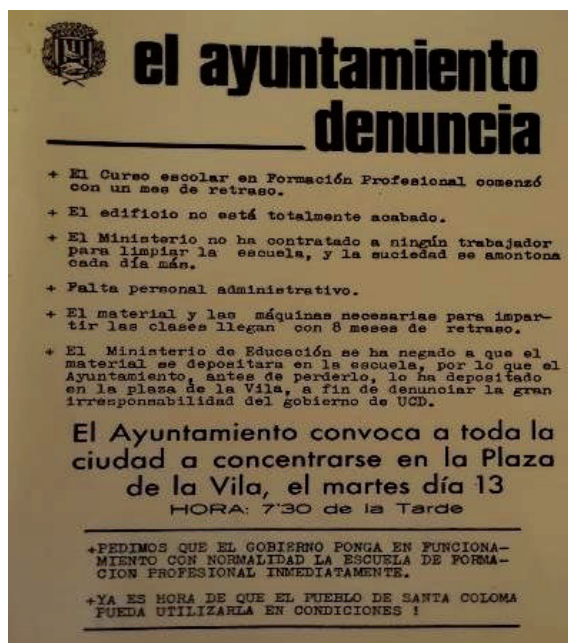 el ayuntamiento
denuncia
+ El Curso escolar en Formación Profesional comenzó
con un mes de retraso.
+ El edificio no está totalmente acabado.
+ El Ministerio no ha contratado a ningún trabajador
para limpiar la escuela, y la suciedad se amontona
cada día más.
+ Falta personal administrativo.
+ El material y las máquinas necesarias para impar-
tir las clases llegan con 8 meses de retraso.
+ El Ministerio de Educación se ha negado a que el
material se depositara en la escuela, por lo que el
Ayuntamiento, antes de perderlo, lo ha depositado
en la plaza de la Vila, a fin de denunciar la gran
irresponsabilidad del gobierno de UCD.
El Ayuntamiento convoca a toda la
ciudad a concentrarse en la Plaza
de la Vila, el martes día 13
HORA: 7'30 de la Tarde
+PEDIMOS QUE EL GOBIERNO PONGA EN FUNCIONA-
MIENTO CON NORMALIDAD LA ESCUELA DE FORMA-
CION PROFESIONAL INMEDIATAMENTE.
+YA ES HORA DE QUE EL PUEBLO DE SANTA COLOMA
PUEDA UTILIZARLA EN CONDICIONES !